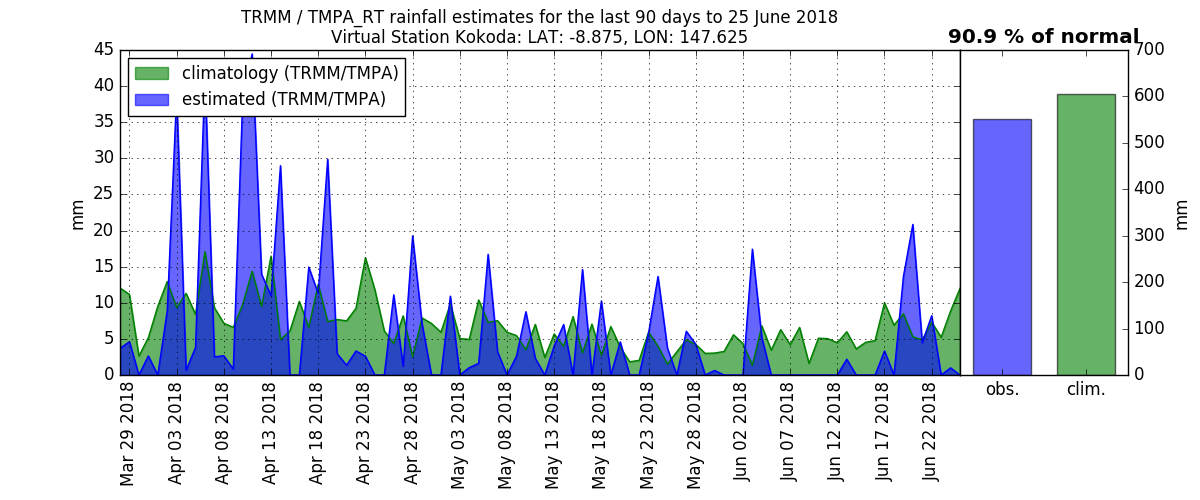 TRMM / TMPA_RT rainfall estimates for the last 90 days to 25 June 2018
Virtual Station Kokoda: LAT: -8.875, LON: 147.625
90.9 % of normal
climatology (TRMM/TMPA)
estimated (TRMM/TMPA)
45
40
35
30
25
20
15
10
5
0
mm
Mar 29 2018
Apr 03 2018
Apr 08 2018
Apr 13 2018
Apr 18 2018
Apr 23 2018
Apr 28 2018
May 03 2018
May 08 2018
May 13 2018
May 18 2018
May 23 2018
May 28 2018
Jun 02 2018
Jun 07 2018
Jun 12 2018
Jun 17 2018
Jun 22 2018
obs.
clim.
700
600
500
400
300
200
100
0
mm